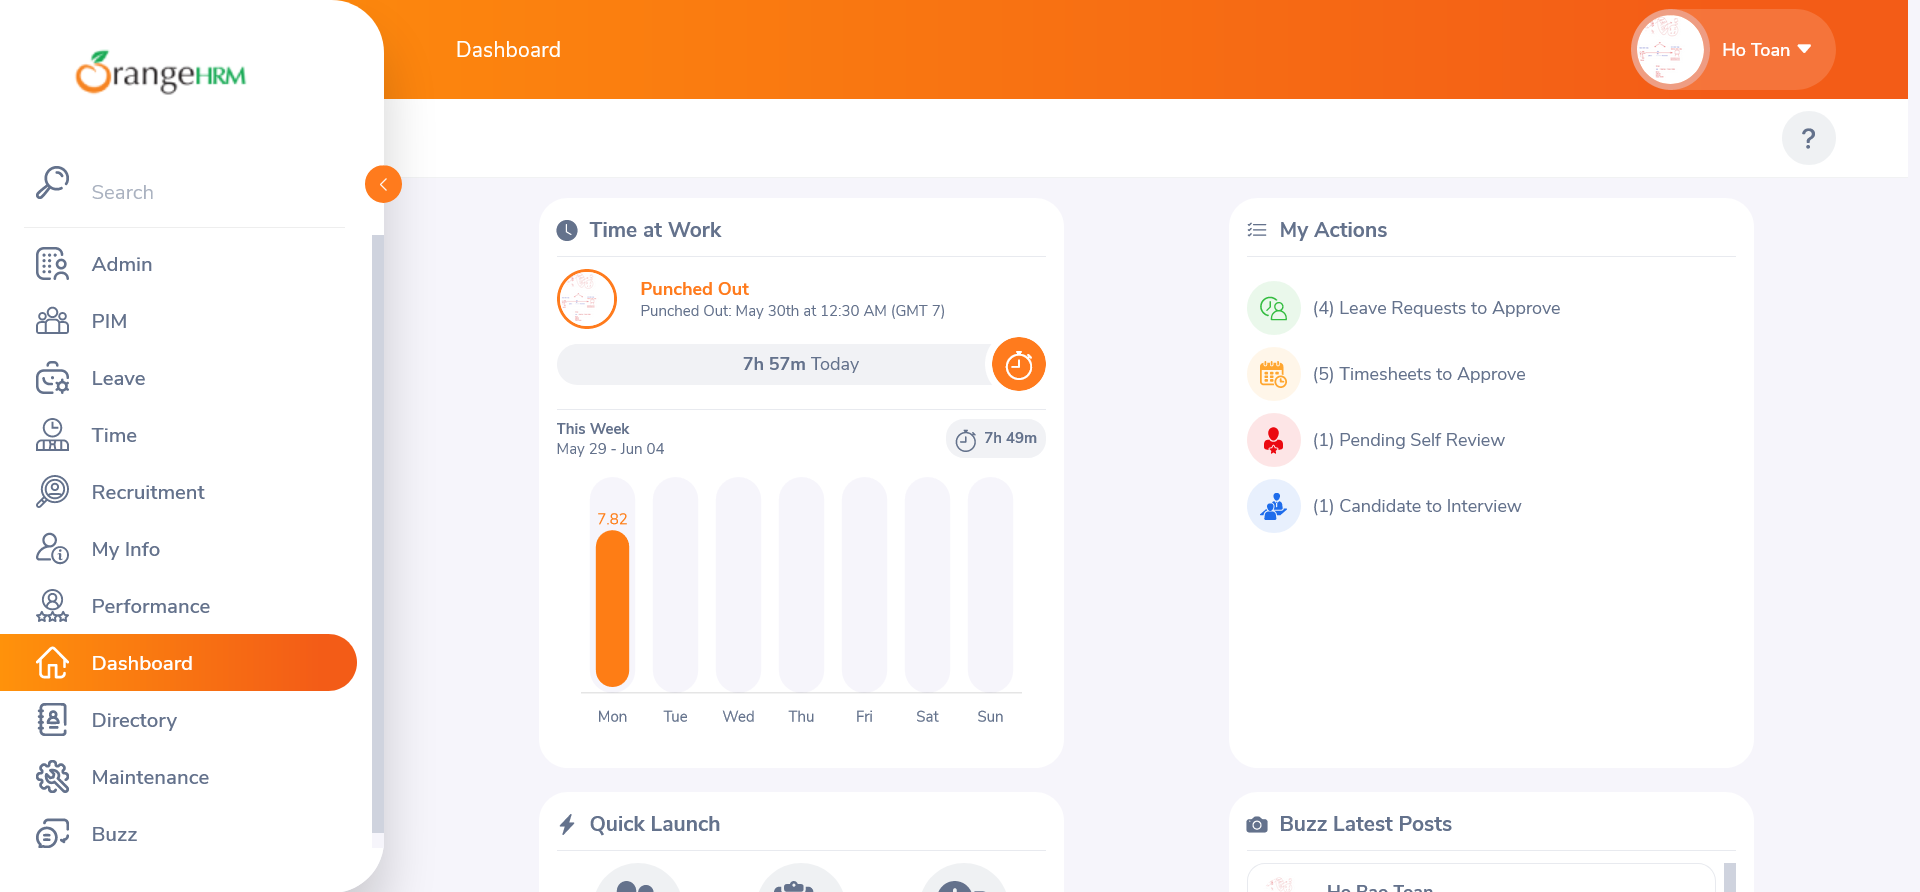 OrangeHRM
Dashboard
Ho Toan
?
Search
Admin
PIM
Leave
Time
Recruitment
My Info
Performance
Dashboard
Directory
Maintenance
Buzz
Time at Work
Punched Out
Punched Out: May 30th at 12:30 AM (GMT 7)
7h 57m Today
This Week
May 29 - Jun 04
7h 49m
7.82
Mon Tue Wed Thu Fri Sat Sun
My Actions
(4) Leave Requests to Approve
(5) Timesheets to Approve
(1) Pending Self Review
(1) Candidate to Interview
Quick Launch
Buzz Latest Posts
Ho Bao Toan